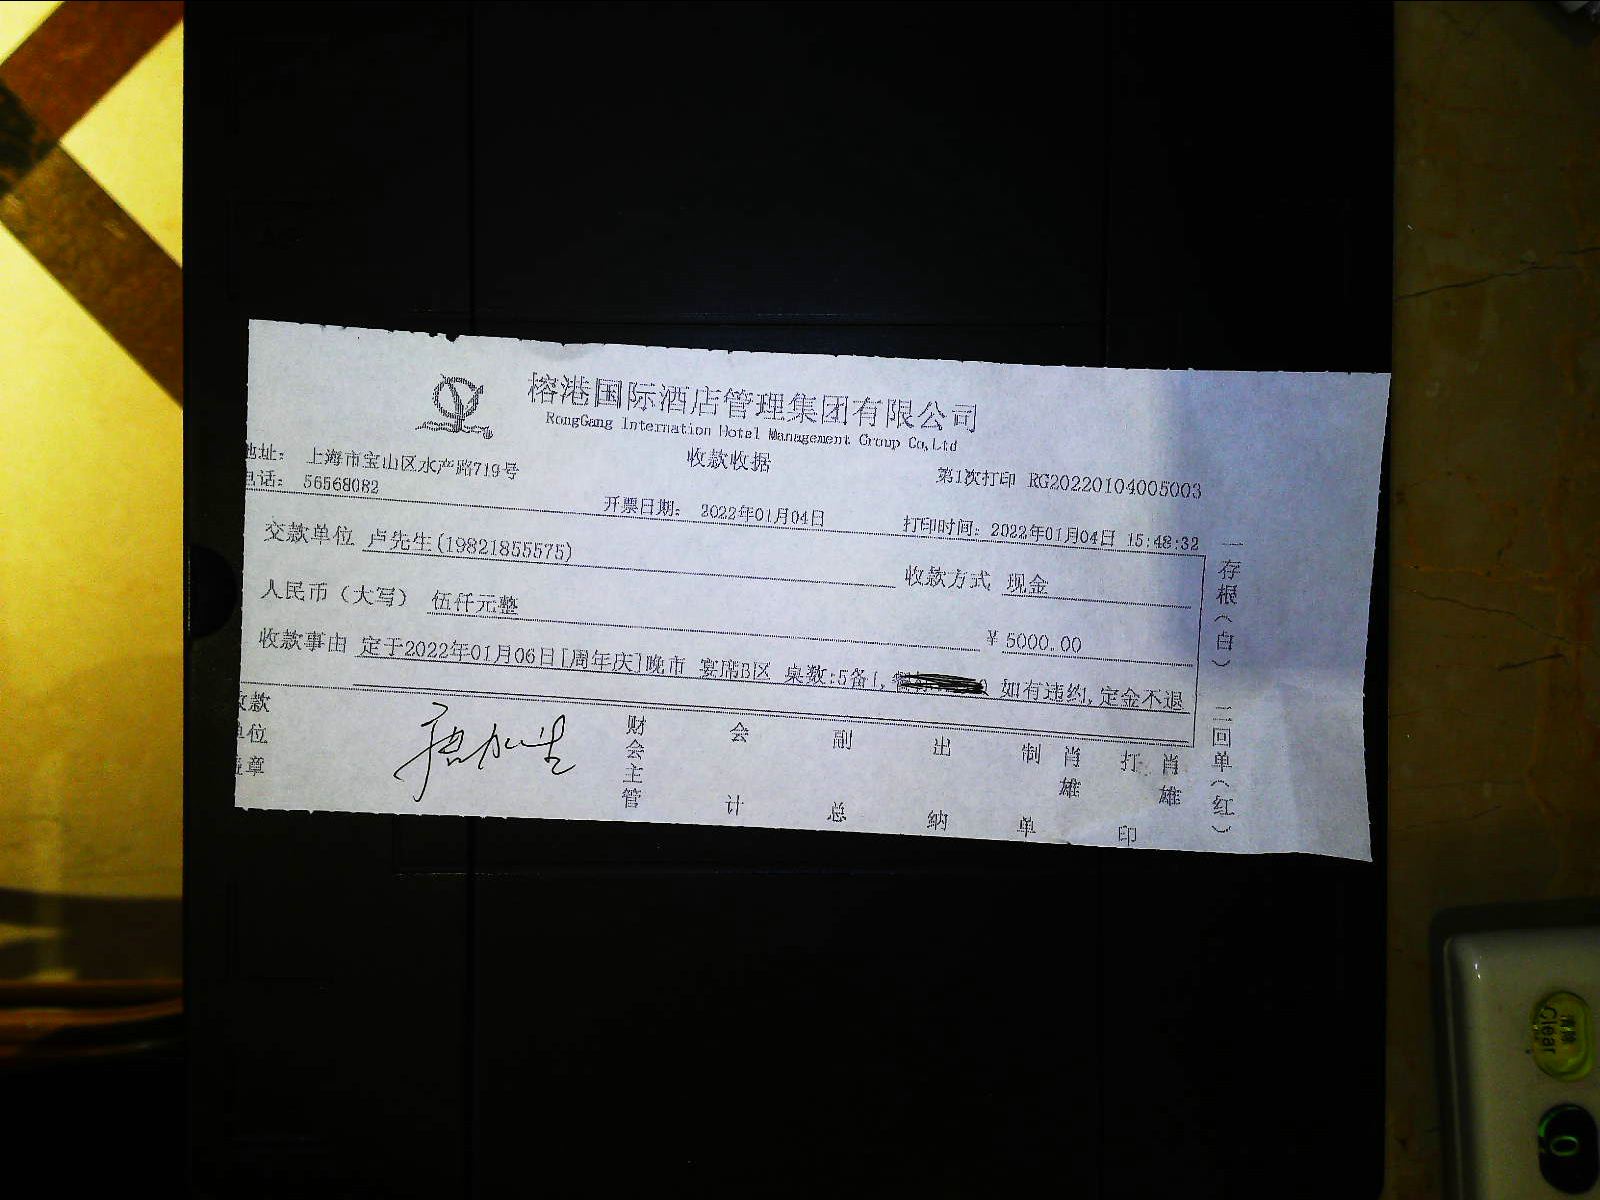 榕港国际酒店管理集团有限公司
RongGang Internation Hotel Management Group Co,Ltd
收款收据
地址： 上海市宝山区水产路719号
第1次打印 RG20220104005003
电话： 56568082
开票日期： 2022年01月04日
打印时间：2022年01月04日 15:48:32
交款单位 卢先生(19821855575)
收款方式 现金
人民币（大写） 伍仟元整
￥5000.00
收款事由 定于2022年01月06日[周年庆]晚市 宴席B区 桌数:5备1, 如有违约,定金不退
收款单位盖章
财会主管
会计
副总
出纳
制单 肖雄
打印 肖雄
一存根（白）
二回单（红）
Clear
0